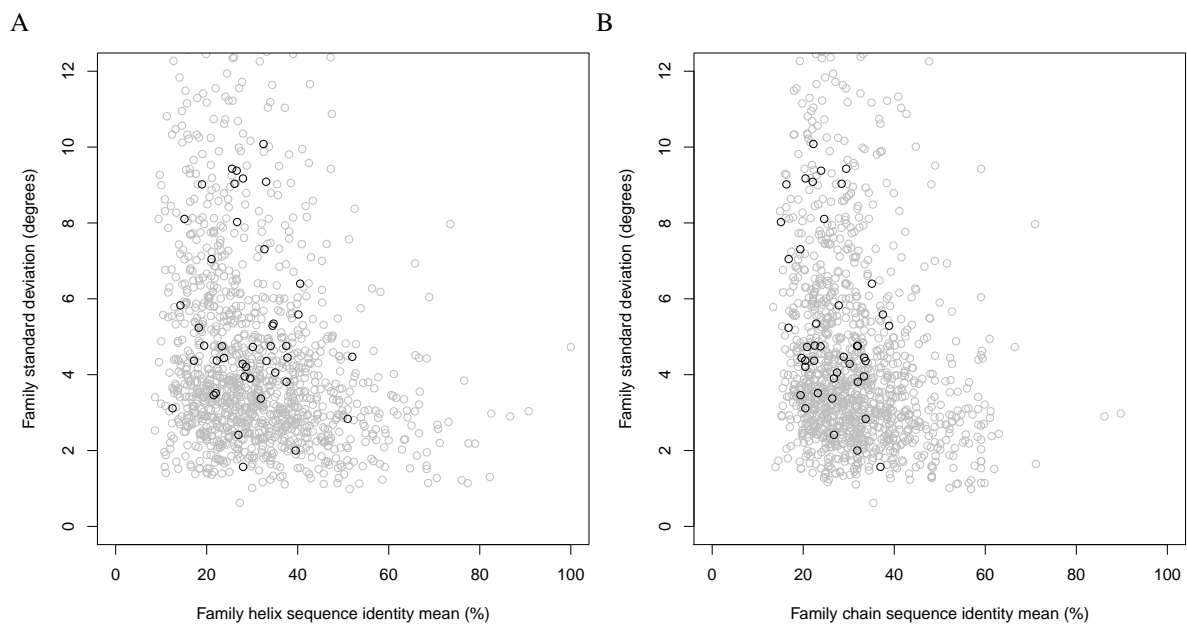 A
B
12
10
8
6
4
2
0
Family standard deviation (degrees)
0 20 40 60 80 100
Family helix sequence identity mean (%)
12
10
8
6
4
2
0
Family standard deviation (degrees)
0 20 40 60 80 100
Family chain sequence identity mean (%)